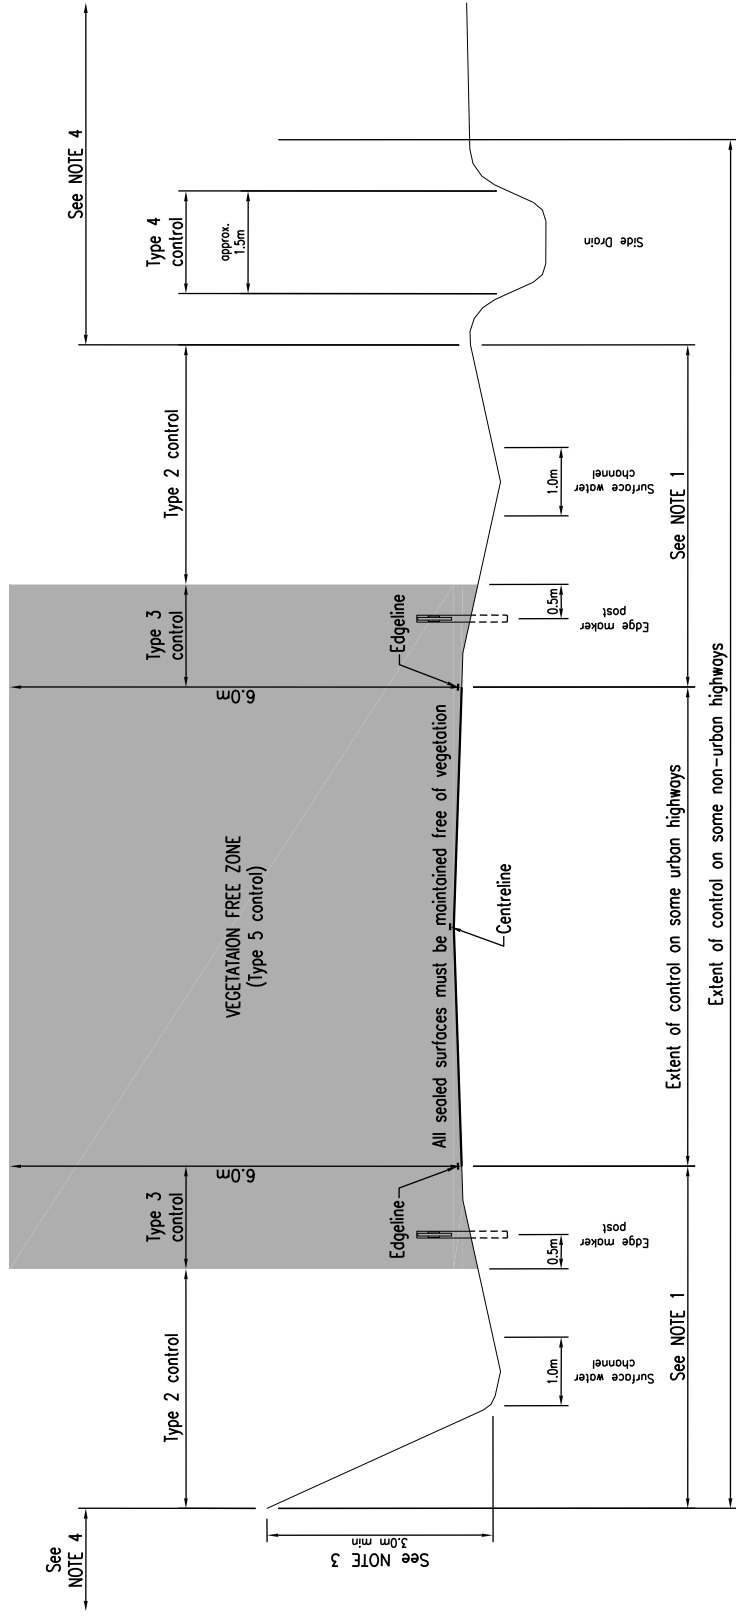 See
NOTE 4
See NOTE 4
Type 2 control
Type 3
control
Type 3
control
Type 2 control
Type 4
control
approx.
1.5m
6.0m
6.0m
VEGETATAION FREE ZONE
(Type 5 control)
Edgeline
Edgeline
All sealed surfaces must be maintained free of vegetation
Centreline
See NOTE 3
3.0m min
1.0m
Surface water
channel
0.5m
Edge maker
post
0.5m
Edge maker
post
1.0m
Surface water
channel
Side Drain
See NOTE 1
Extent of control on some urban highways
See NOTE 1
Extent of control on some non-urban highways